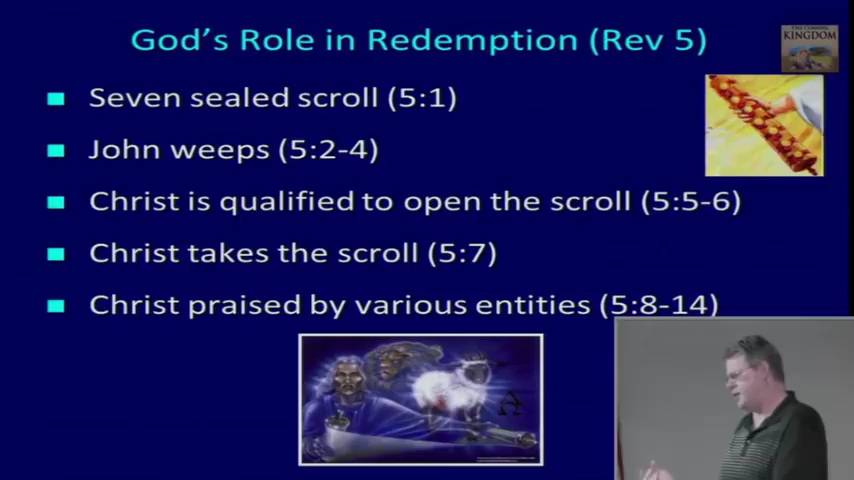 God's Role in Redemption (Rev 5)
THE COMING
KINGDOM
Seven sealed scroll (5:1)
John weeps (5:2-4)
Christ is qualified to open the scroll (5:5-6)
Christ takes the scroll (5:7)
Christ praised by various entities (5:8-14)